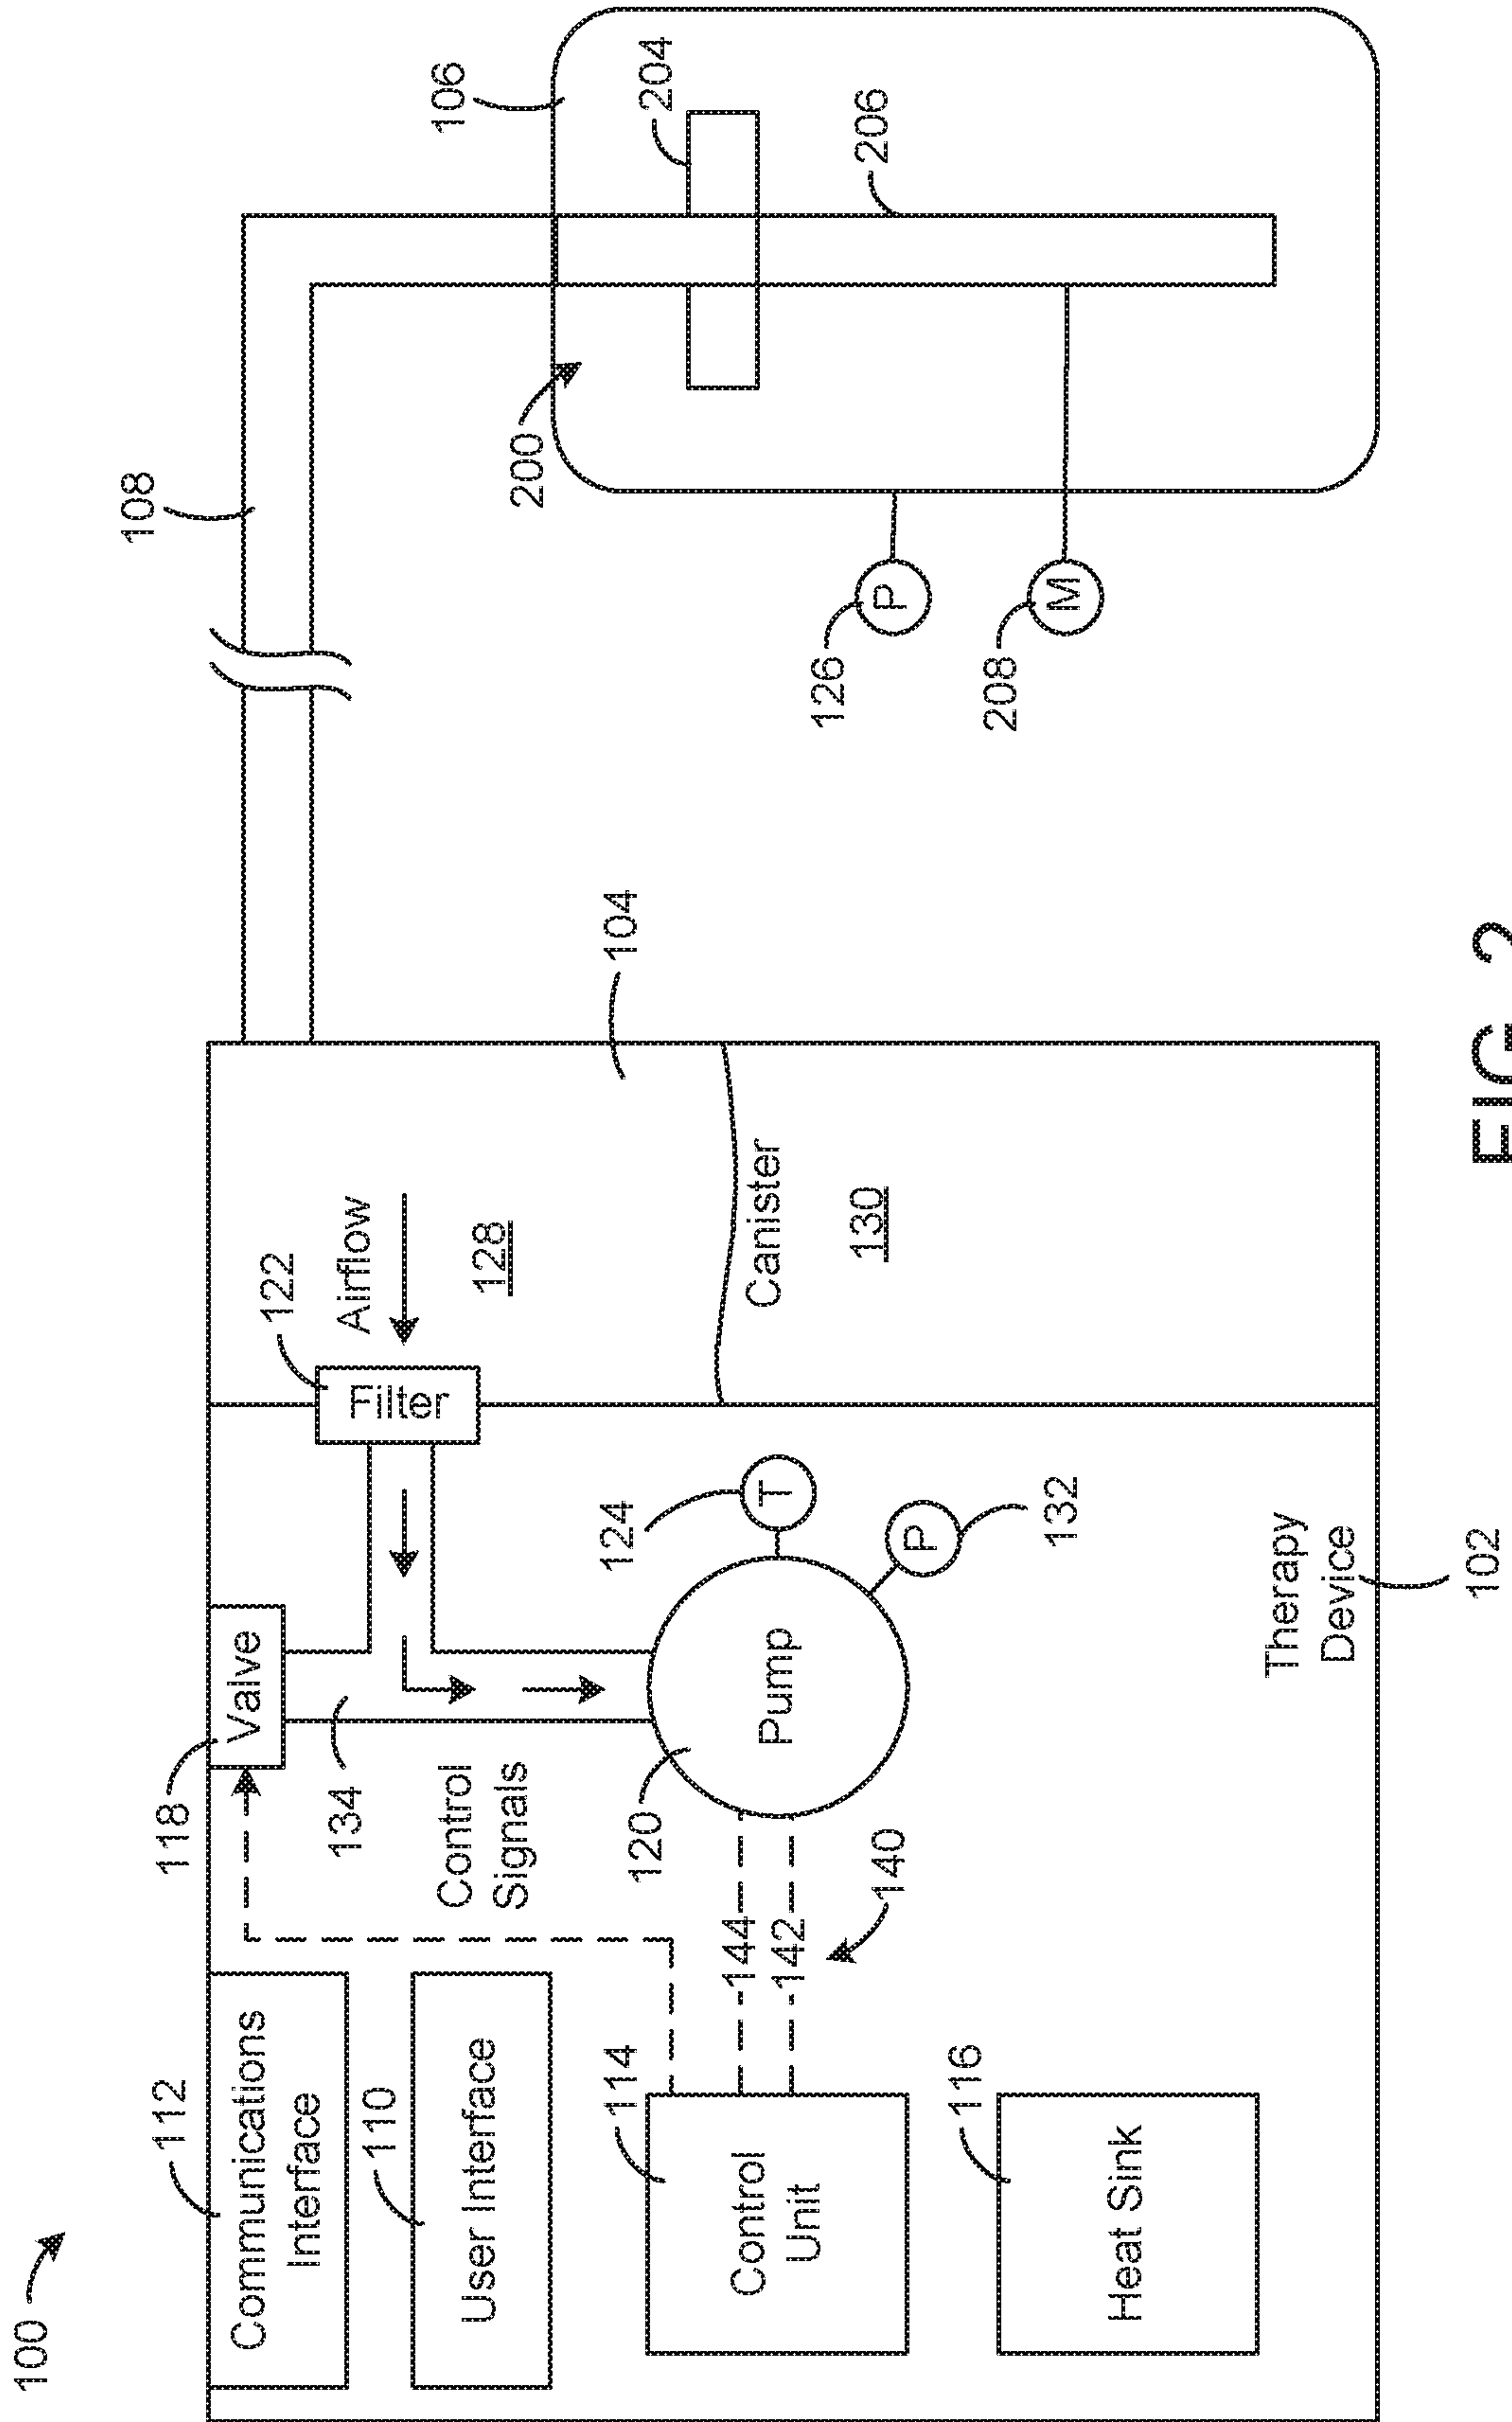 100
112
Communications
Interface
110
User Interface
114
Control
Unit
116
Heat Sink
118
Valve
134
Control
Signals
120
Pump
144
142
140
124
T
P
132
Therapy
Device
102
122
Filter
Airflow
128
104
Canister
130
108
106
200
204
206
126
P
208
M
FIG. 2